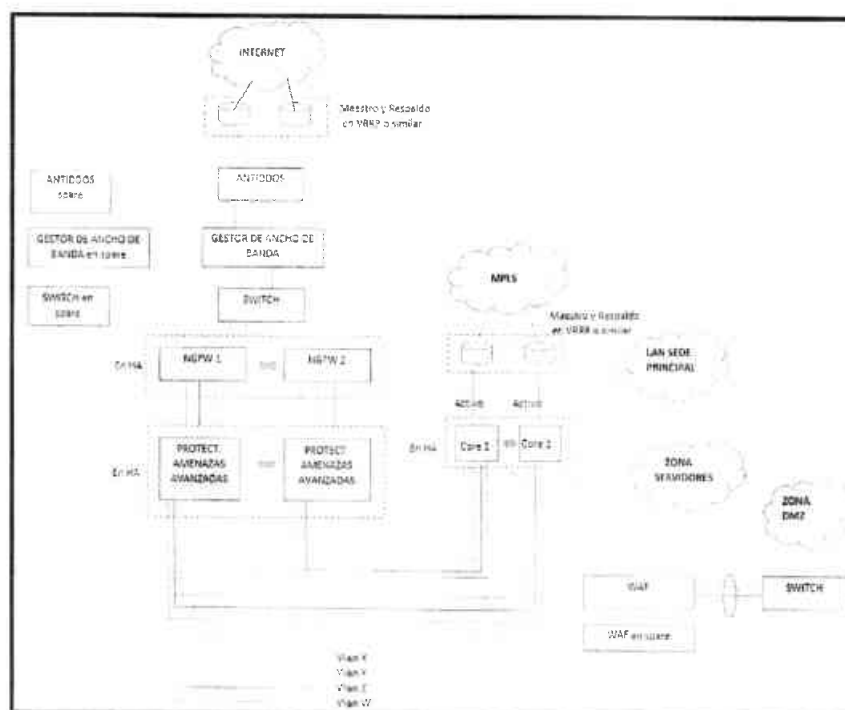 INTERNET
Maestro y Respaldo
en VRRP o similar
ANTIDDOS
spare
ANTIDDOS
GESTOR DE ANCHO DE
BANDA en spare
GESTOR DE ANCHO DE
BANDA
SWITCH en
spare
SWITCH
MPLS
Maestro y Respaldo
en VRRP o similar
LAN SEDE
PRINCIPAL
En HA
NGFW 1
NGFW 2
Activo
Activo
En HA
PROTECT.
AMENAZAS
AVANZADAS
PROTECT.
AMENAZAS
AVANZADAS
En HA
Core 1
Core 2
ZONA
SERVIDORES
ZONA
DMZ
WAF
SWITCH
WAF en spare
Vlan X
Vlan Y
Vlan Z
Vlan W